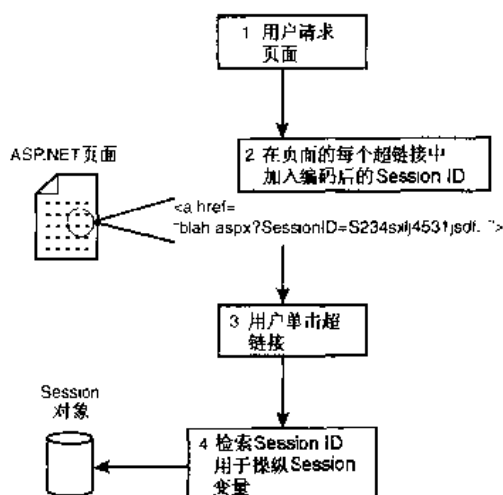 1 用户请求
页面
ASP.NET页面
2 在页面的每个超链接中
加入编码后的Session ID
<a href=
"blah aspx?SessionID=S234sxlj4531jsdf. ">
3 用户单击超
链接
Session
对象
4 检索Session ID
用于操纵Session
变量